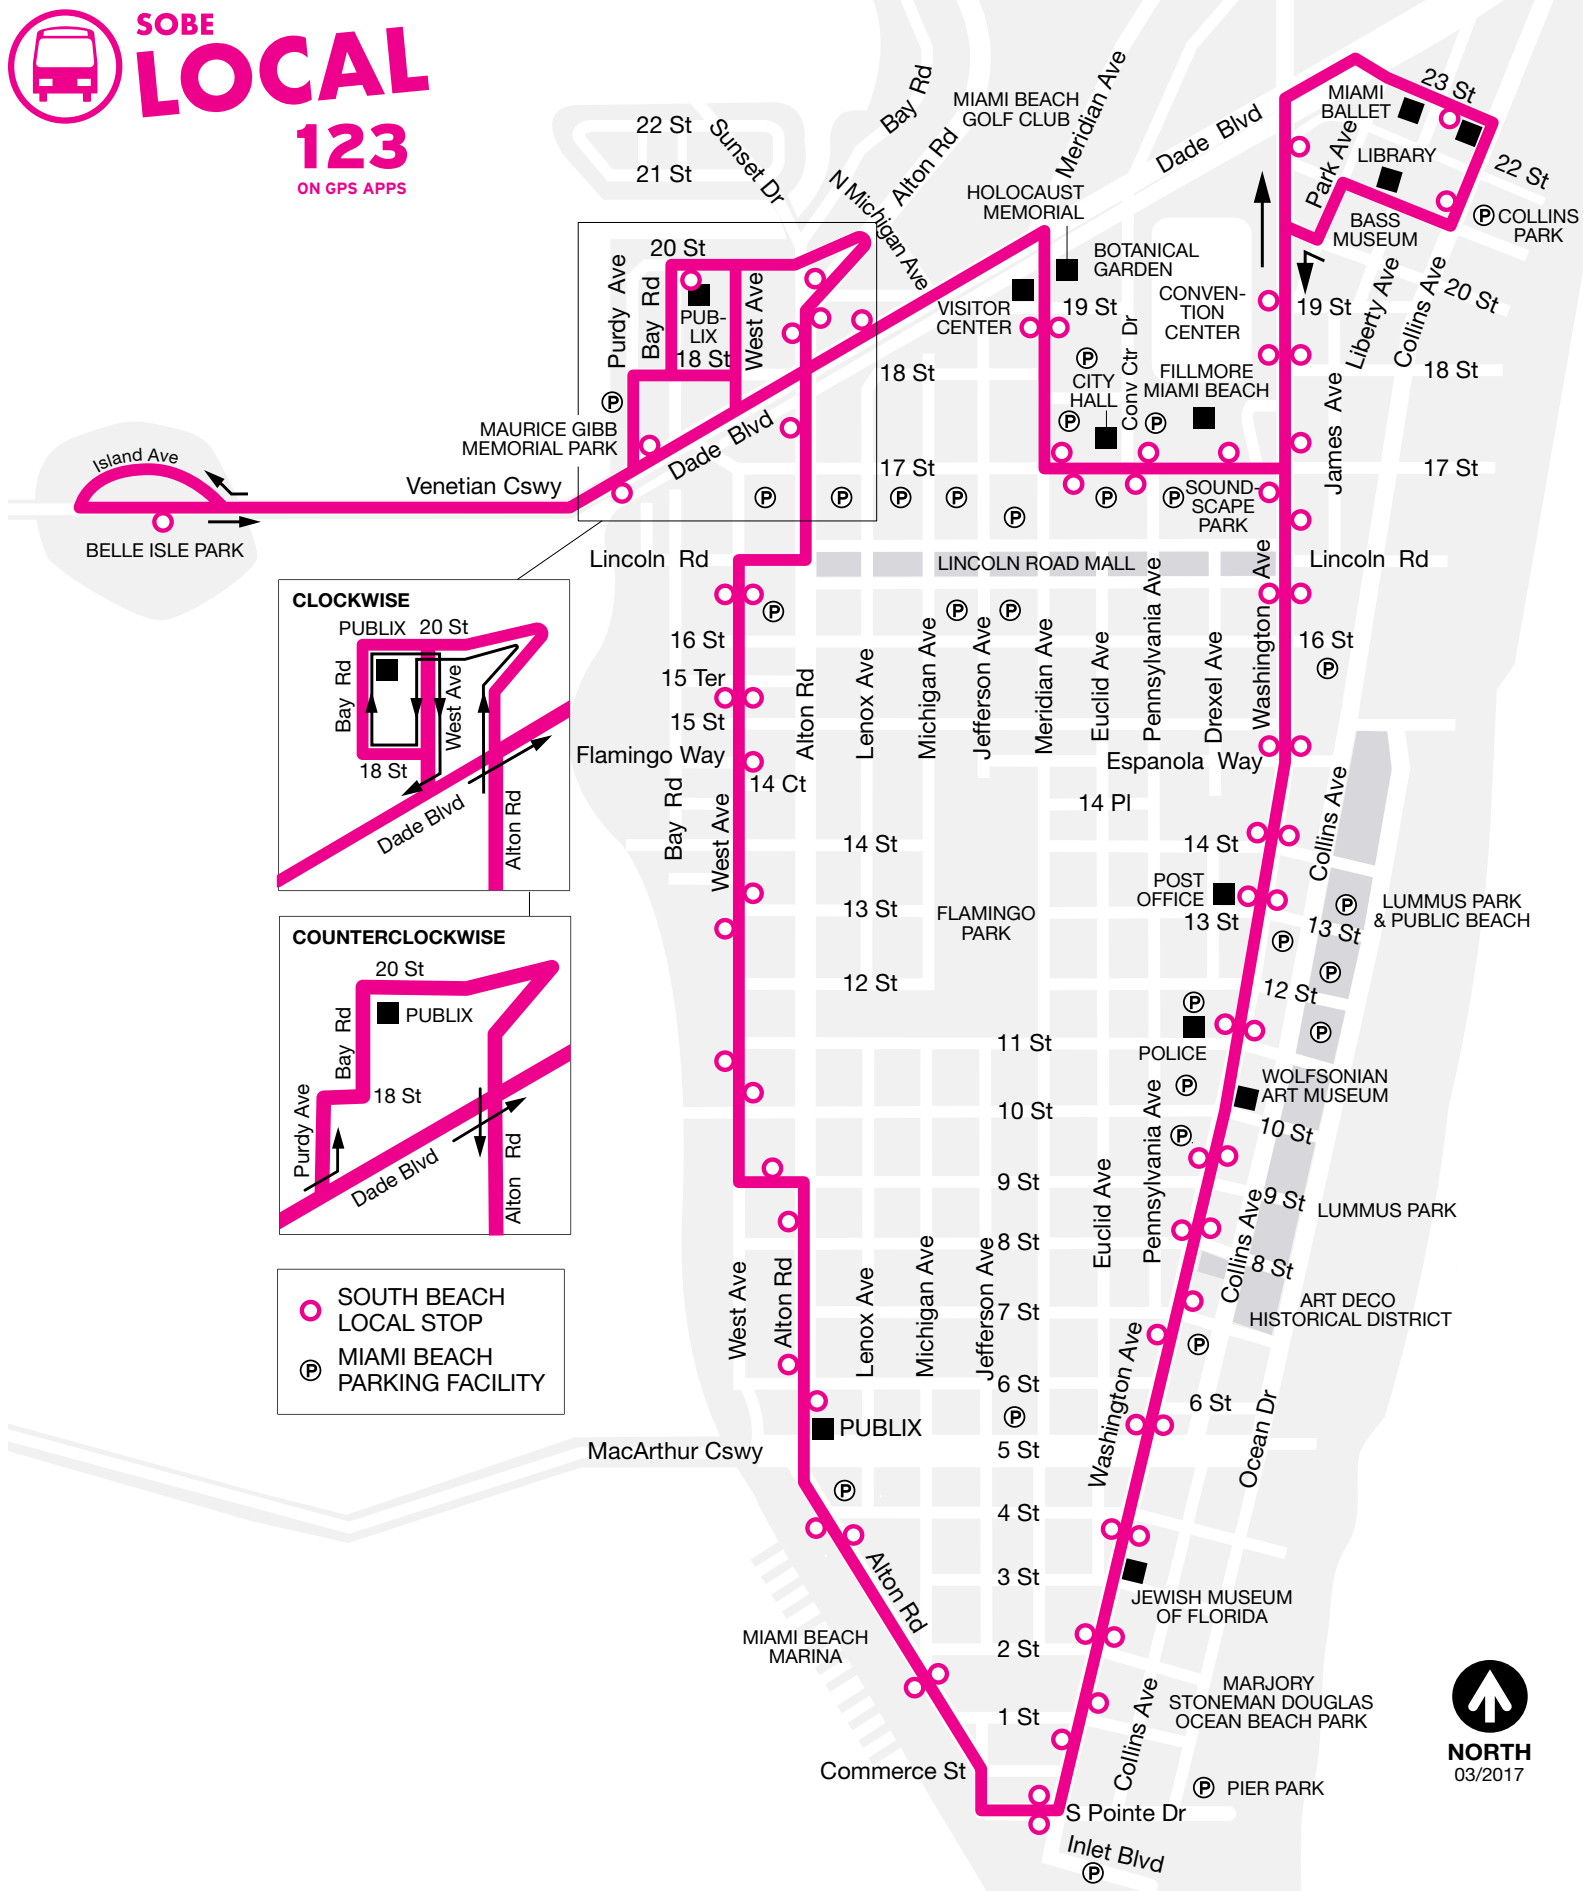 SOBE
LOCAL
123
ON GPS APPS
22 St
21 St
Sunset Dr
Bay Rd
Alton Rd
N Michigan Ave
MIAMI BEACH
GOLF CLUB
Meridian Ave
Dade Blvd
23 St
MIAMI
BALLET
Park Ave
LIBRARY
22 St
BASS
MUSEUM
P
COLLINS
PARK
HOLOCAUST
MEMORIAL
BOTANICAL
GARDEN
VISITOR
CENTER
19 St
Conv Ctr Dr
CONVEN-
TION
CENTER
19 St
Liberty Ave
Collins Ave
20 St
20 St
Purdy Ave
Bay Rd
PUB-
LIX
West Ave
18 St
P
18 St
P
CITY
HALL
P
P
FILLMORE
MIAMI BEACH
18 St
James Ave
MAURICE GIBB
MEMORIAL PARK
Dade Blvd
17 St
17 St
Island Ave
Venetian Cswy
BELLE ISLE PARK
P
P
P
P
P
P
P
SOUND-
SCAPE
PARK
Lincoln Rd
LINCOLN ROAD MALL
Lincoln Rd
P
P
P
16 St
16 St
P
15 Ter
15 St
Flamingo Way
14 Ct
Bay Rd
West Ave
Alton Rd
Lenox Ave
Michigan Ave
Jefferson Ave
Meridian Ave
Euclid Ave
Pennsylvania Ave
Drexel Ave
Washington Ave
Espanola Way
14 Pl
Collins Ave
14 St
14 St
POST
OFFICE
13 St
FLAMINGO
PARK
13 St
P
13 St
P
P
LUMMUS PARK
& PUBLIC BEACH
12 St
12 St
P
P
POLICE
11 St
P
WOLFSONIAN
ART MUSEUM
10 St
10 St
P
Pennsylvania Ave
Euclid Ave
9 St
9 St
LUMMUS PARK
Collins Ave
8 St
8 St
ART DECO
HISTORICAL DISTRICT
West Ave
Alton Rd
Lenox Ave
Michigan Ave
Jefferson Ave
7 St
P
Washington Ave
6 St
6 St
Ocean Dr
P
PUBLIX
MacArthur Cswy
5 St
P
4 St
Alton Rd
3 St
JEWISH MUSEUM
OF FLORIDA
MIAMI BEACH
MARINA
2 St
MARJORY
STONEMAN DOUGLAS
OCEAN BEACH PARK
1 St
Collins Ave
Commerce St
P
PIER PARK
S Pointe Dr
Inlet Blvd
P
CLOCKWISE
PUBLIX
20 St
Bay Rd
West Ave
18 St
Dade Blvd
Alton Rd
COUNTERCLOCKWISE
20 St
PUBLIX
Bay Rd
18 St
Purdy Ave
Dade Blvd
Alton Rd
SOUTH BEACH
LOCAL STOP
P
MIAMI BEACH
PARKING FACILITY
NORTH
03/2017